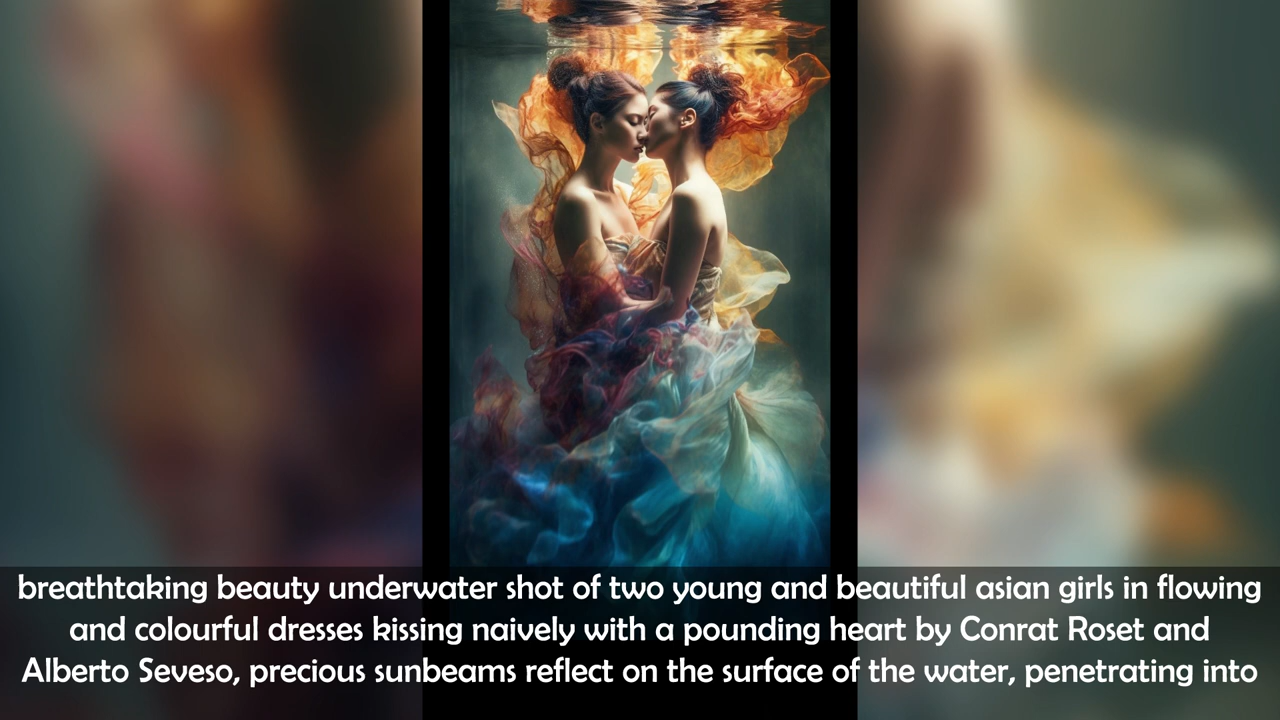 breathtaking beauty underwater shot of two young and beautiful asian girls in flowing
and colourful dresses kissing naively with a pounding heart by Conrat Roset and
Alberto Seveso, precious sunbeams reflect on the surface of the water, penetrating into